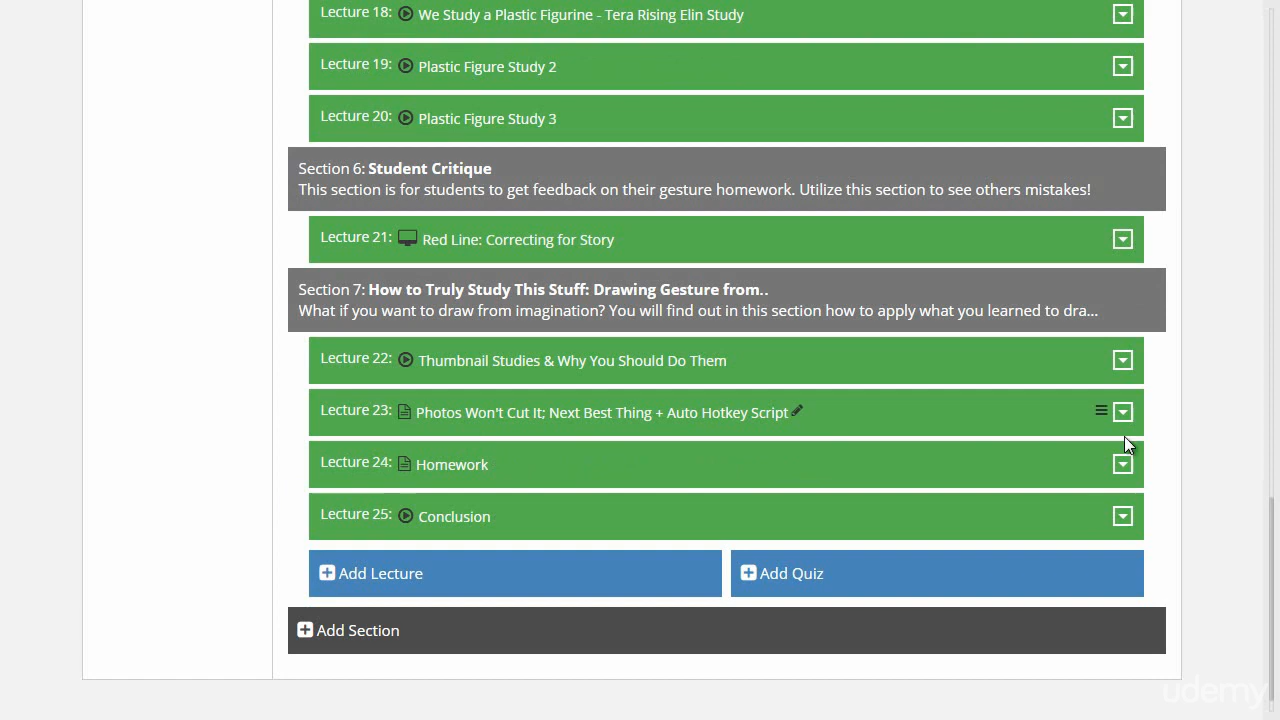 Lecture 18: We Study a Plastic Figurine - Tera Rising Elin Study
Lecture 19: Plastic Figure Study 2
Lecture 20: Plastic Figure Study 3
Section 6: Student Critique
This section is for students to get feedback on their gesture homework. Utilize this section to see others mistakes!
Lecture 21: Red Line: Correcting for Story
Section 7: How to Truly Study This Stuff: Drawing Gesture from..
What if you want to draw from imagination? You will find out in this section how to apply what you learned to dra...
Lecture 22: Thumbnail Studies & Why You Should Do Them
Lecture 23: Photos Won't Cut It; Next Best Thing + Auto Hotkey Script
Lecture 24: Homework
Lecture 25: Conclusion
Add Lecture Add Quiz
Add Section
udemy